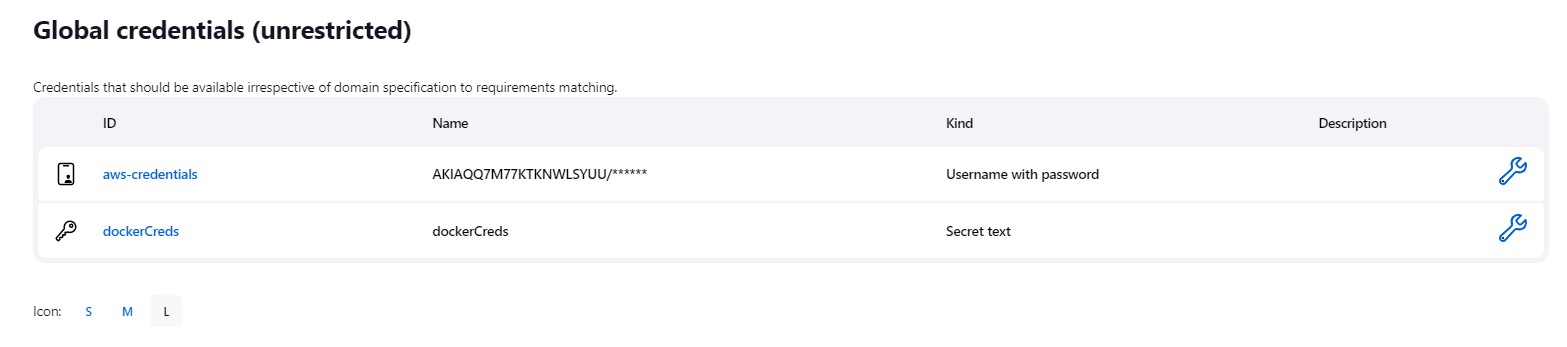 Global credentials (unrestricted)
Credentials that should be available irrespective of domain specification to requirements matching.
ID Name Kind Description
aws-credentials AKIAQQ7M77KTKNWLSYUU/****** Username with password
dockerCreds dockerCreds Secret text
Icon: S M L